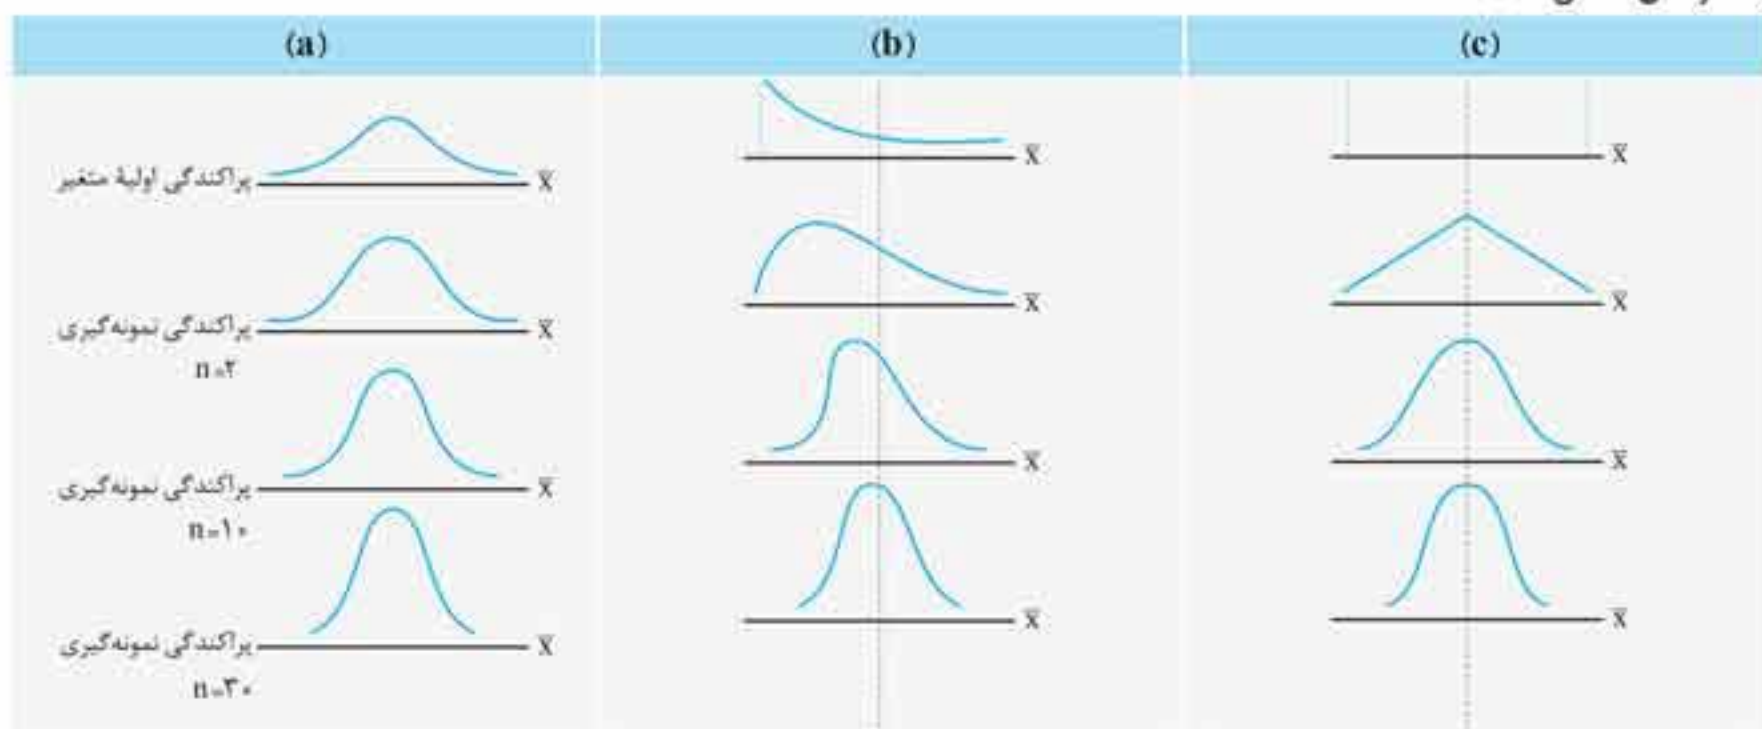 (a) (b) (c)
پراکندگی اولیهٔ متغیر x̄ x̄ x̄
پراکندگی نمونه‌گیری x̄ x̄ x̄
n=۲
پراکندگی نمونه‌گیری x̄ x̄ x̄
n=۱۰
پراکندگی نمونه‌گیری x̄ x̄ x̄
n=۳۰